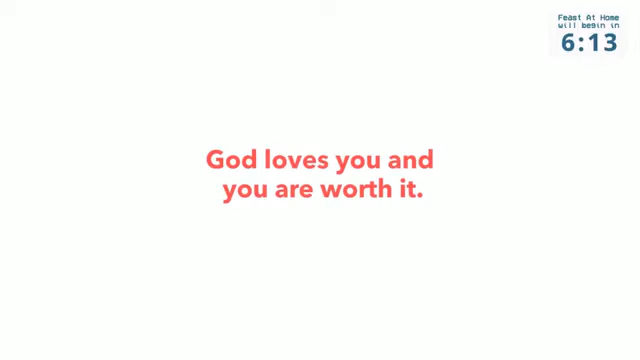 Feast At Home
will begin in
6:13
God loves you and
you are worth it.